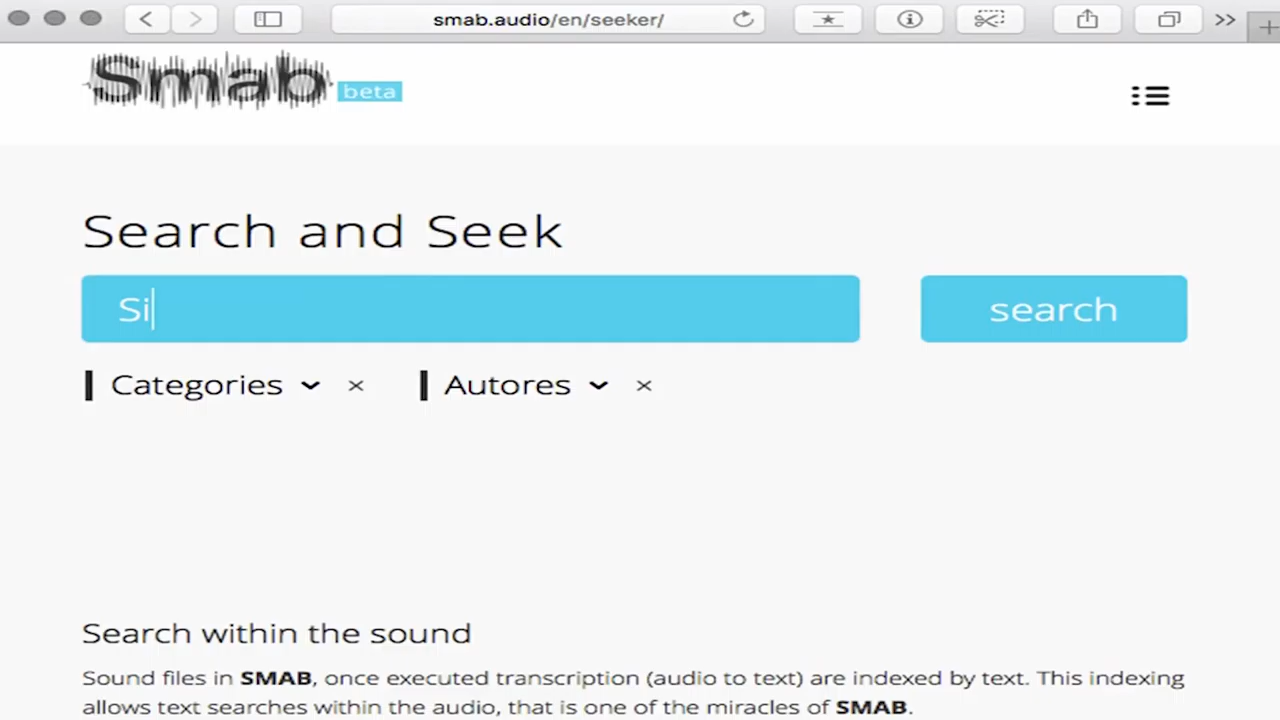 smab.audio/en/seeker/
Smab beta
Search and Seek
Si
search
Categories
Autores
Search within the sound
Sound files in SMAB, once executed transcription (audio to text) are indexed by text. This indexing
allows text searches within the audio, that is one of the miracles of SMAB.